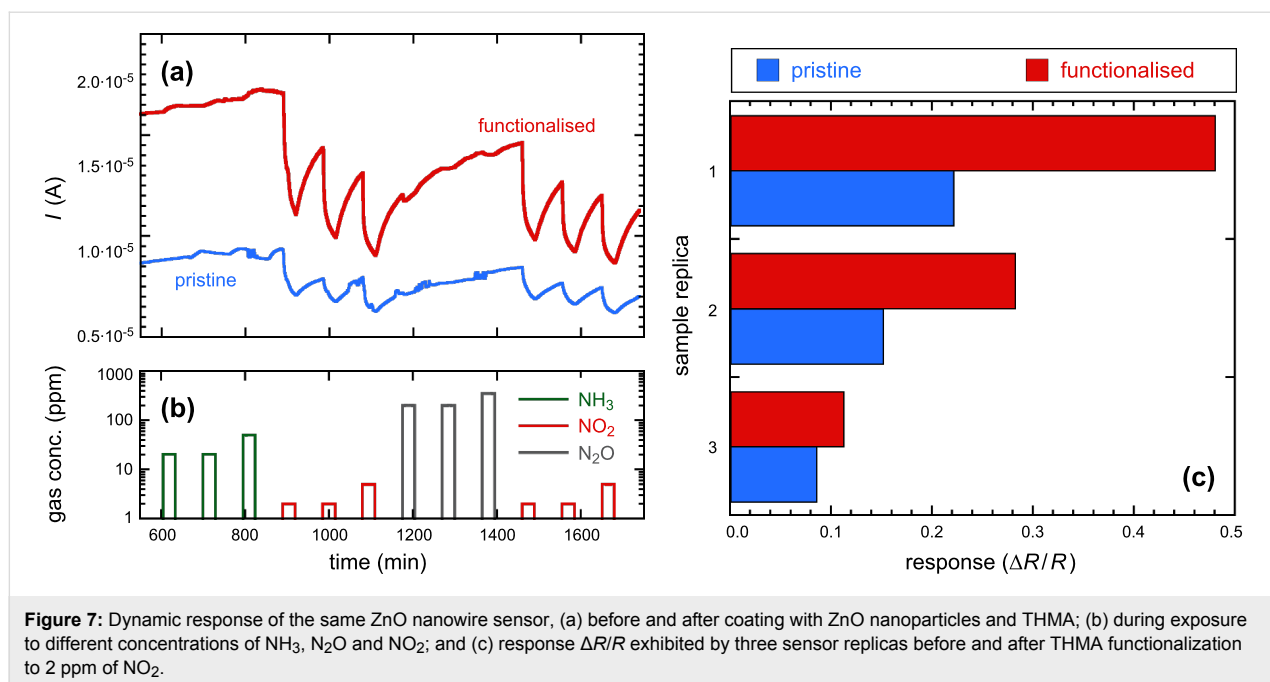 (a)
2.0·10⁻⁵
1.5·10⁻⁵
1.0·10⁻⁵
0.5·10⁻⁵
I (A)
functionalised
pristine
(b)
1000
100
10
1
gas conc. (ppm)
NH₃
NO₂
N₂O
600 800 1000 1200 1400 1600
time (min)
pristine functionalised
1
2
3
sample replica
(c)
0.0 0.1 0.2 0.3 0.4 0.5
response (ΔR/R)
Figure 7: Dynamic response of the same ZnO nanowire sensor, (a) before and after coating with ZnO nanoparticles and THMA; (b) during exposure
to different concentrations of NH₃, N₂O and NO₂; and (c) response ΔR/R exhibited by three sensor replicas before and after THMA functionalization
to 2 ppm of NO₂.